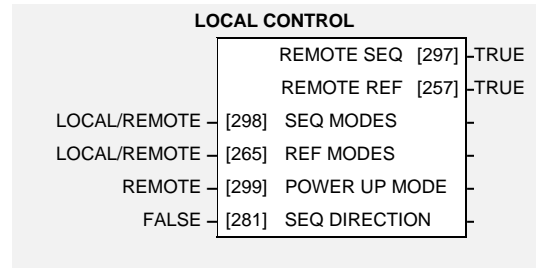 LOCAL CONTROL
REMOTE SEQ [297] TRUE
REMOTE REF [257] TRUE
LOCAL/REMOTE [298] SEQ MODES
LOCAL/REMOTE [265] REF MODES
REMOTE [299] POWER UP MODE
FALSE [281] SEQ DIRECTION